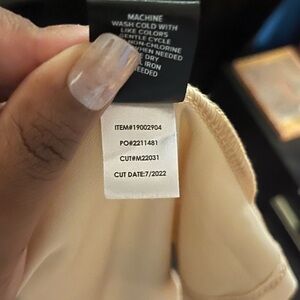 MACHINE
WASH COLD WITH
LIKE COLORS
GENTLE CYCLE
NON-CHLORINE
WHEN NEEDED
DRY
IRON
NEEDED
ITEM#19002904
PO#2211481
CUT#M22031
CUT DATE:7/2022